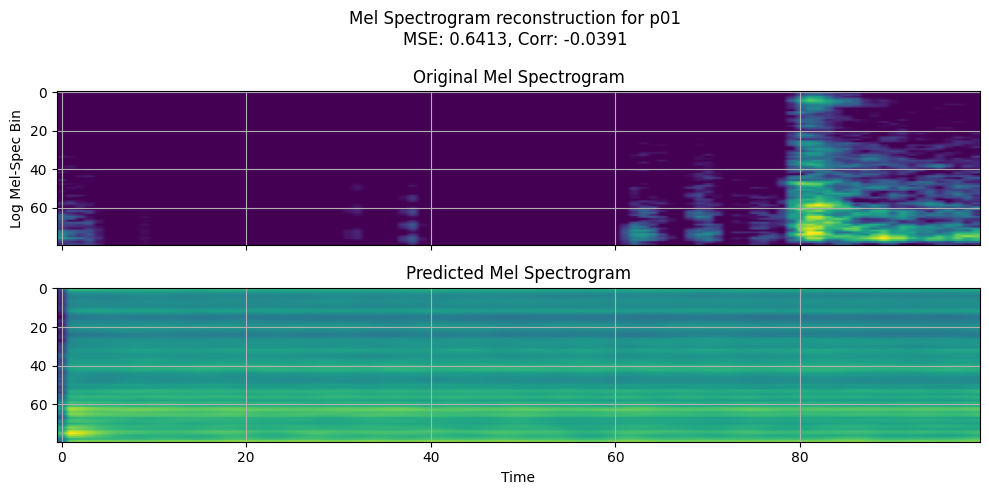 Mel Spectrogram reconstruction for p01
MSE: 0.6413, Corr: -0.0391
Original Mel Spectrogram
0
20
40
60
Log Mel-Spec Bin
Predicted Mel Spectrogram
0
20
40
60
0 20 40 60 80
Time